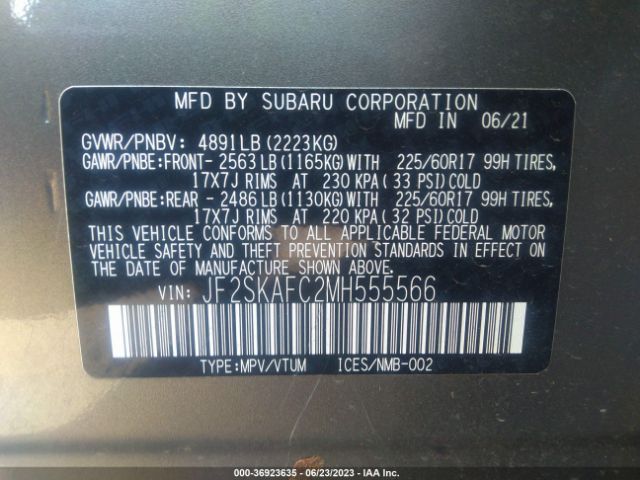 MFD BY SUBARU CORPORATION
MFD IN 06/21
GVWR/PNBV: 4891LB (2223KG)
GAWR/PNBE:FRONT- 2563 LB (1165KG) WITH 225/60R17 99H TIRES,
17X7J RIMS AT 230 KPA (33 PSI) COLD
GAWR/PNBE:REAR - 2486 LB (1130KG) WITH 225/60R17 99H TIRES,
17X7J RIMS AT 220 KPA (32 PSI) COLD
THIS VEHICLE CONFORMS TO ALL APPLICABLE FEDERAL MOTOR
VEHICLE SAFETY AND THEFT PREVENTION STANDARDS IN EFFECT ON
THE DATE OF MANUFACTURE SHOWN ABOVE.
VIN: JF2SKAFC2MH555566
TYPE:MPV/VTUM ICES/NMB-002
000-36923635 - 06/23/2023 - IAA Inc.